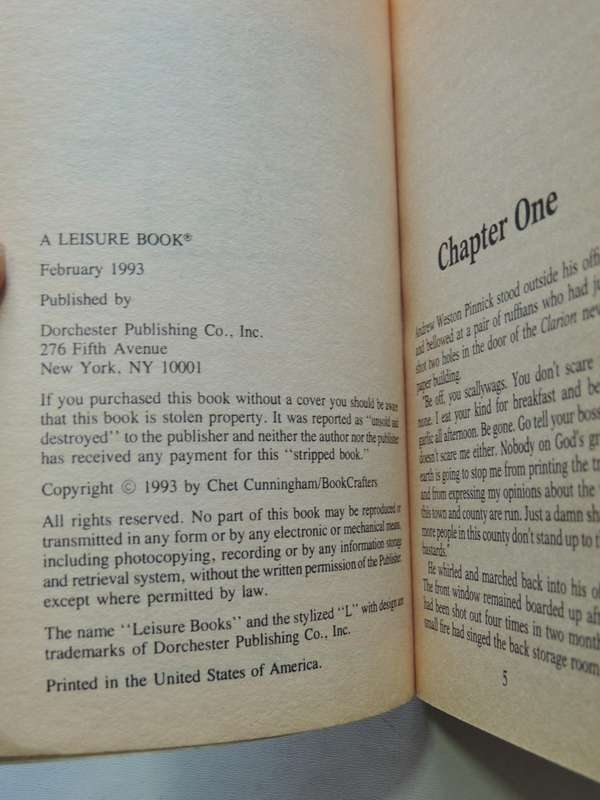 A LEISURE BOOK®
February 1993
Published by
Dorchester Publishing Co., Inc.
276 Fifth Avenue
New York, NY 10001
If you purchased this book without a cover you should be aware
that this book is stolen property. It was reported as "unsold and
destroyed" to the publisher and neither the author nor the publisher
has received any payment for this "stripped book."
Copyright © 1993 by Chet Cunningham/BookCrafters
All rights reserved. No part of this book may be reproduced or
transmitted in any form or by any electronic or mechanical means,
including photocopying, recording or by any information storage
and retrieval system, without the written permission of the Publisher,
except where permitted by law.
The name "Leisure Books" and the stylized "L" with design are
trademarks of Dorchester Publishing Co., Inc.
Printed in the United States of America.
Chapter One
Andrew Weston Pinnick stood outside his
and bellowed at a pair of ruffians who had
shot two holes in the door of the Clarion
paper building.
"Be off, you scallywags. You don't scare
none. I eat your kind for breakfast and
garlic all afternoon. Be gone. Go tell your
doesn't scare me either. Nobody on God's
earth is going to stop me from printing the
and from expressing my opinions about the
this town and county are run. Just a damn
more people in this county don't stand up to
bastards."
He whirled and marched back into his
The front window remained boarded up
had been shot out four times in two
small fire had singed the back storage room
5